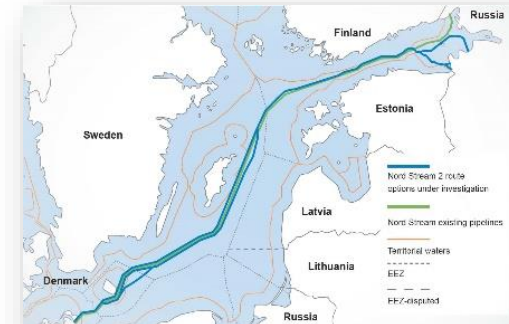 Finland
Russia
Sweden
Estonia
Nord Stream 2 route
options under investigation
Nord Stream existing pipelines
Latvia
Territorial waters
Denmark
Lithuania
EEZ
EEZ-disputed
Russia